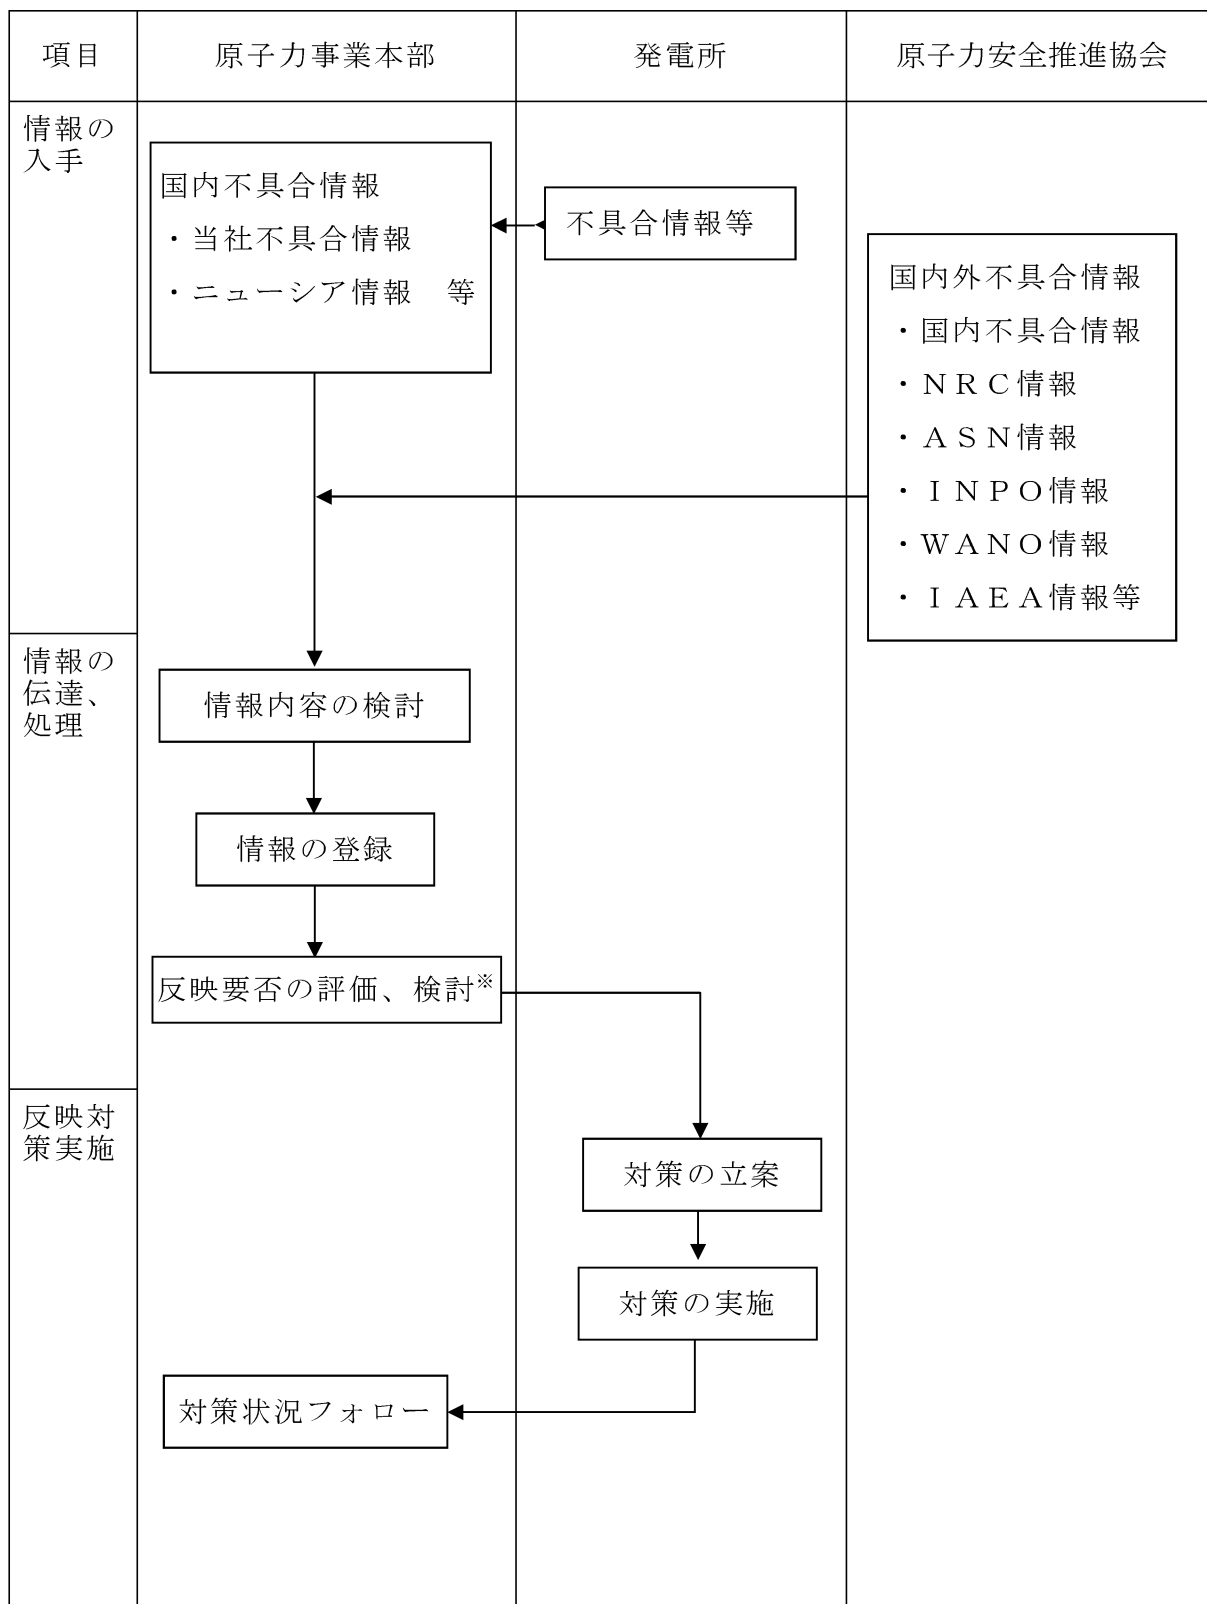 項目
原子力事業本部
発電所
原子力安全推進協会
情報の
入手
国内不具合情報
・当社不具合情報
・ニューシア情報　等
不具合情報等
国内外不具合情報
・国内不具合情報
・ＮＲＣ情報
・ＡＳＮ情報
・ＩＮＰＯ情報
・ＷＡＮＯ情報
・ＩＡＥＡ情報等
情報の
伝達、
処理
情報内容の検討
情報の登録
反映要否の評価、検討※
反映対
策実施
対策の立案
対策の実施
対策状況フォロー